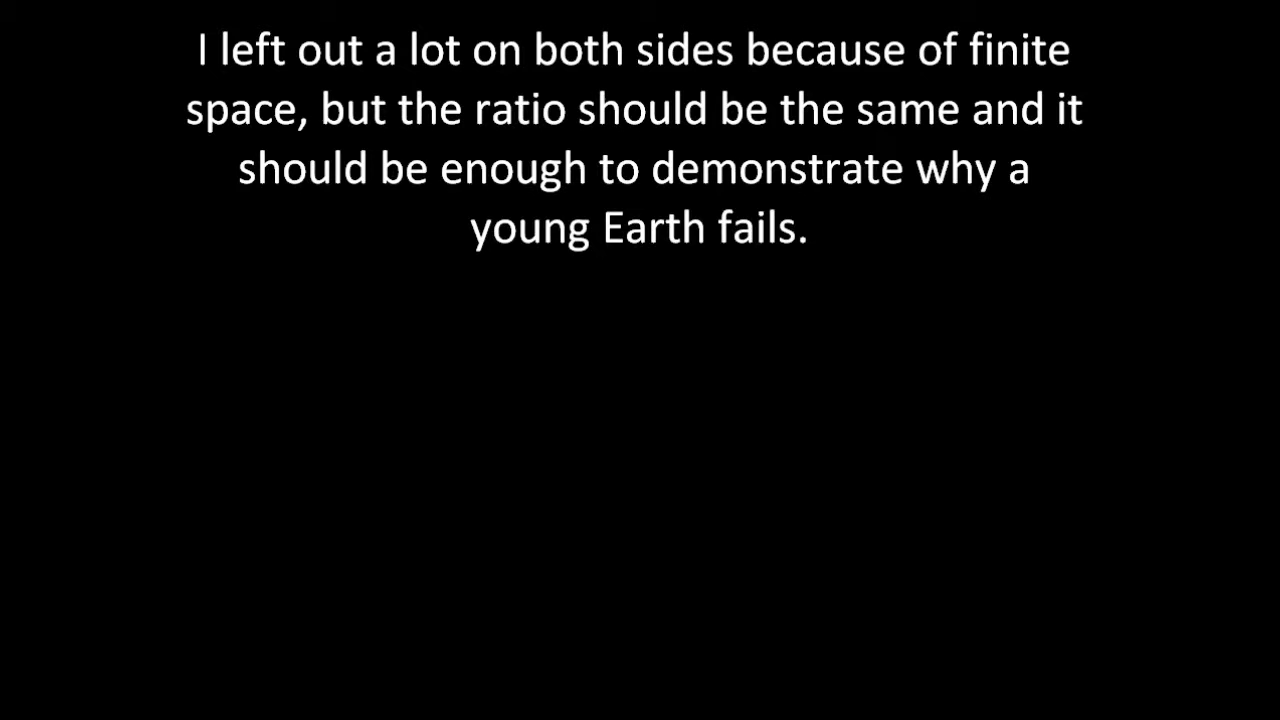 I left out a lot on both sides because of finite
space, but the ratio should be the same and it
should be enough to demonstrate why a
young Earth fails.